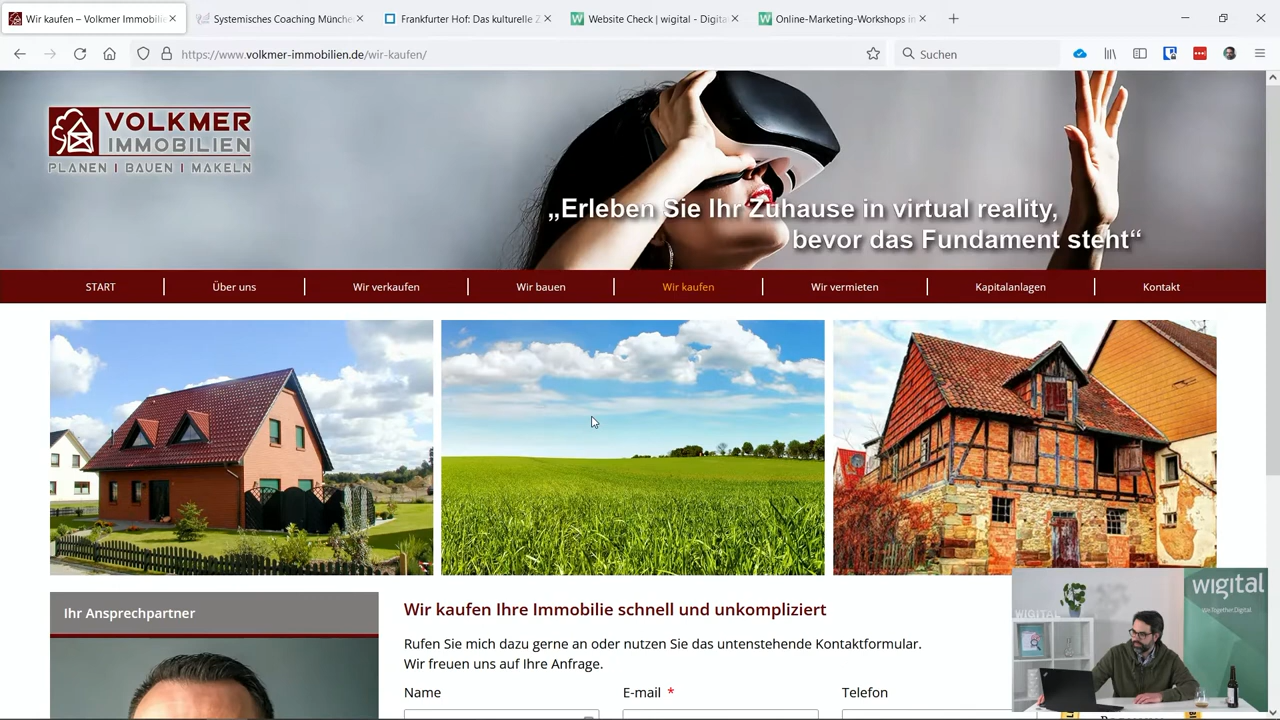 Wir kaufen – Volkmer Immobilie
Systemisches Coaching Münche
Frankfurter Hof: Das kulturelle Z
Website Check | wigital - Digita
Online-Marketing-Workshops in
https://www.volkmer-immobilien.de/wir-kaufen/
Suchen
VOLKMER
IMMOBILIEN
PLANEN | BAUEN | MAKELN
„Erleben Sie Ihr Zuhause in virtual reality,
bevor das Fundament steht“
START
Über uns
Wir verkaufen
Wir bauen
Wir kaufen
Wir vermieten
Kapitalanlagen
Kontakt
Ihr Ansprechpartner
Wir kaufen Ihre Immobilie schnell und unkompliziert
Rufen Sie mich dazu gerne an oder nutzen Sie das untenstehende Kontaktformular.
Wir freuen uns auf Ihre Anfrage.
Name
E-mail *
Telefon
wigital
We Together Digital
WIGITAL